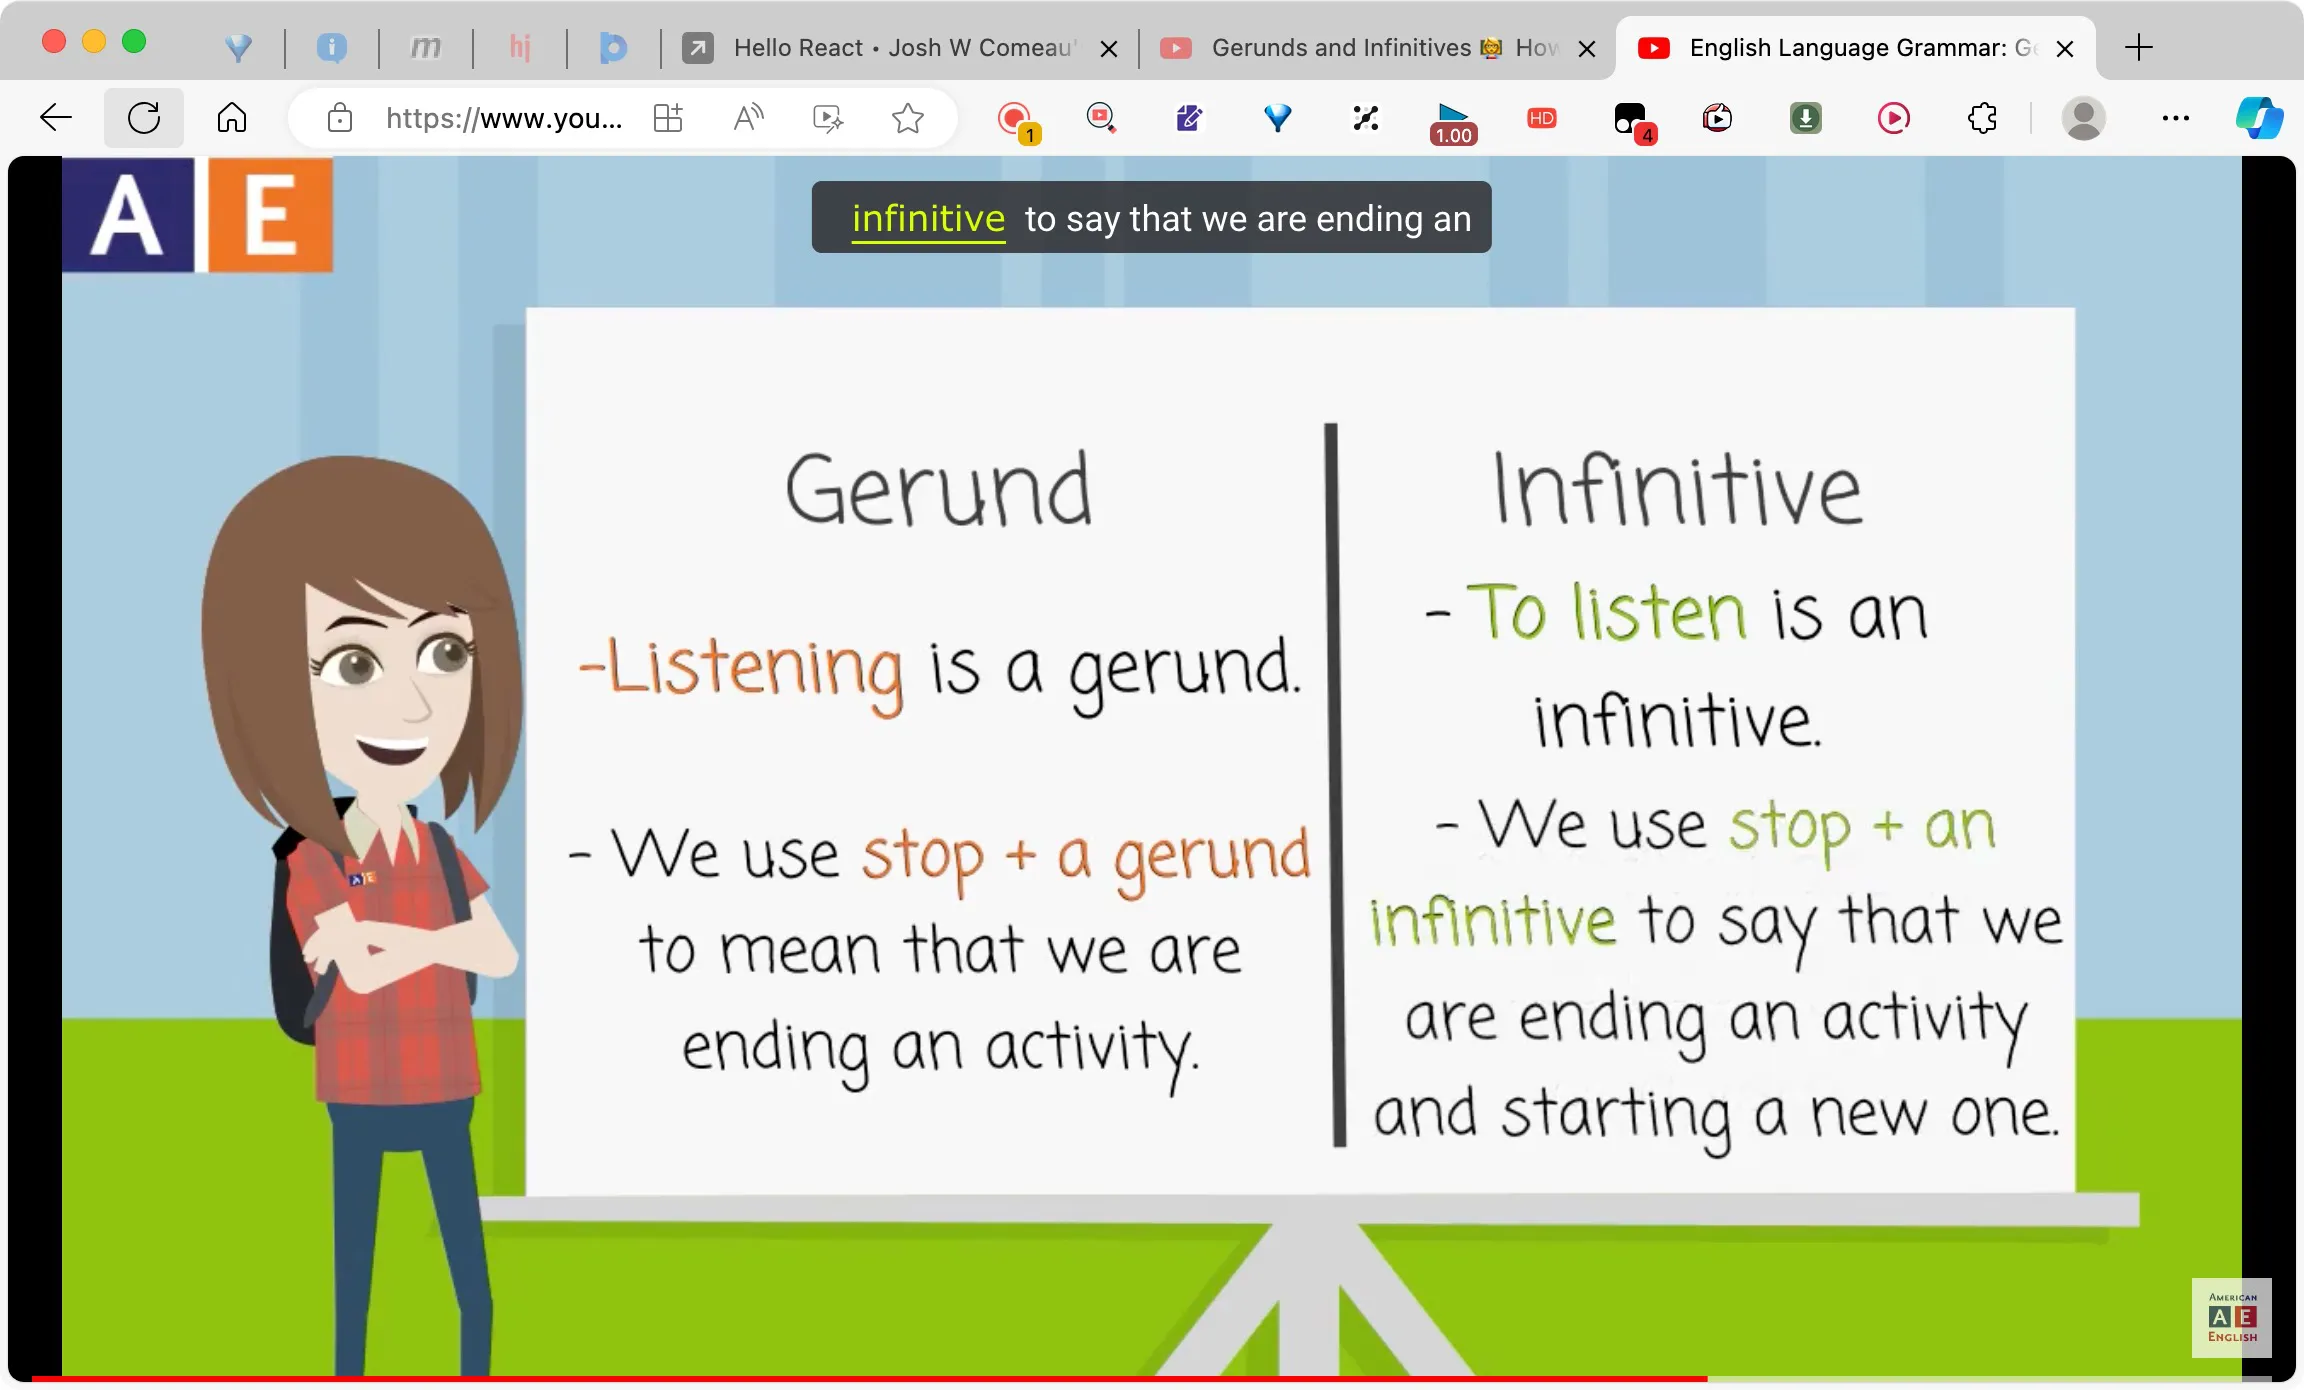 m
hj
Hello React • Josh W Comeau'
Gerunds and Infinitives
How
English Language Grammar: Ge
https://www.you...
1
1.00
HD
4
A E
infinitive to say that we are ending an
Gerund
-Listening is a gerund.
- We use stop + a gerund
to mean that we are
ending an activity.
Infinitive
- To listen is an
infinitive.
- We use stop + an
infinitive to say that we
are ending an activity
and starting a new one.
A E
AMERICAN
A E
ENGLISH